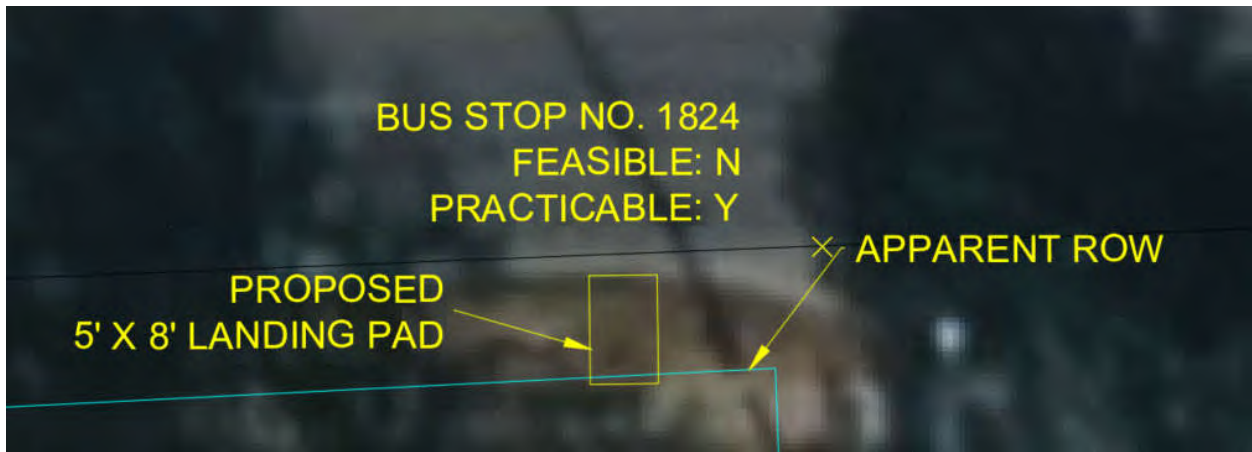 BUS STOP NO. 1824
FEASIBLE: N
PRACTICABLE: Y
APPARENT ROW
PROPOSED
5' X 8' LANDING PAD